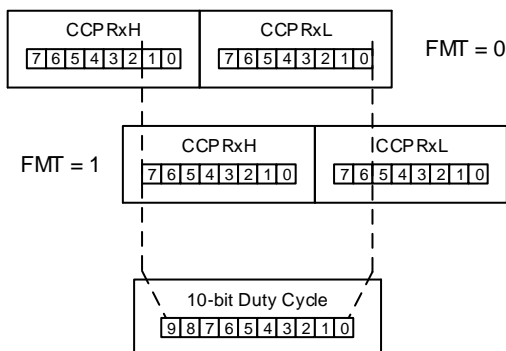 CCPRxH CCPRxL
7 6 5 4 3 2 1 0 7 6 5 4 3 2 1 0 FMT = 0
CCPRxH CCPRxL
FMT = 1 7 6 5 4 3 2 1 0 7 6 5 4 3 2 1 0
10-bit Duty Cycle
9 8 7 6 5 4 3 2 1 0